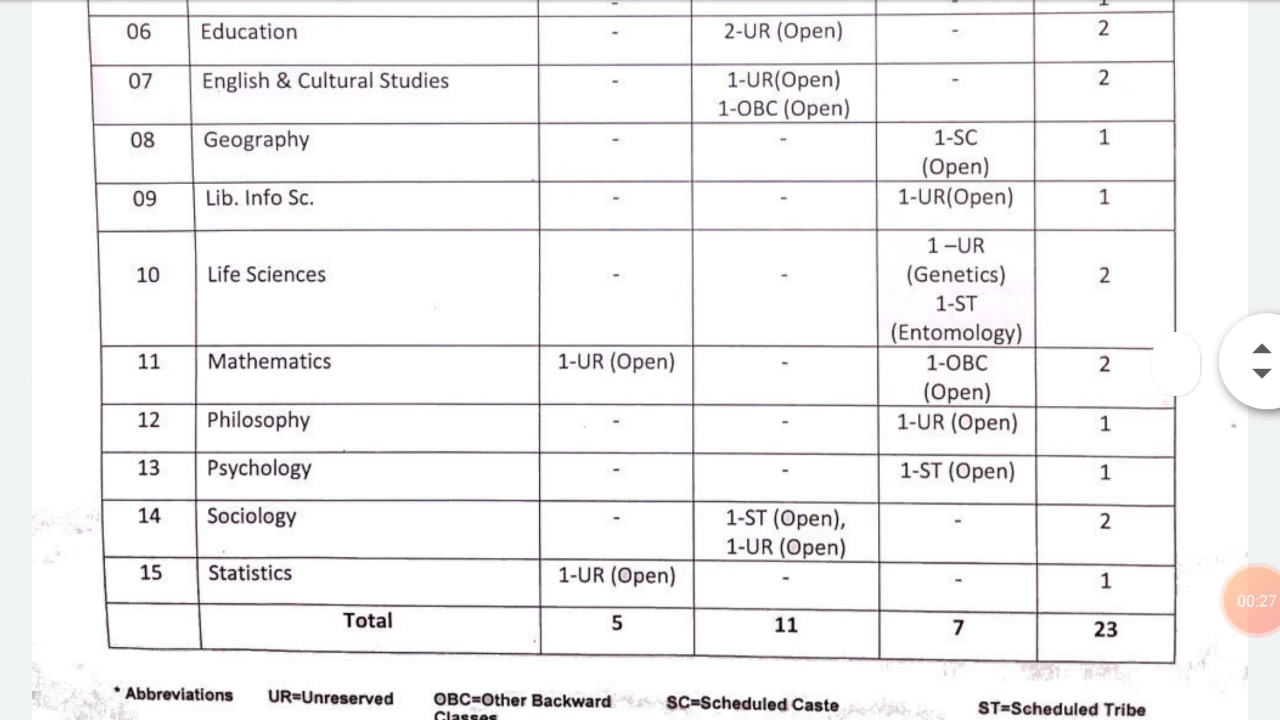 - - 1
06 Education - 2-UR (Open) - 2
07 English & Cultural Studies - 1-UR(Open) - 2
1-OBC (Open)
08 Geography - - 1-SC 1
(Open)
09 Lib. Info Sc. - - 1-UR(Open) 1
1 –UR
10 Life Sciences - - (Genetics) 2
1-ST
(Entomology)
11 Mathematics 1-UR (Open) - 1-OBC 2
(Open)
12 Philosophy - - 1-UR (Open) 1
13 Psychology - - 1-ST (Open) 1
14 Sociology - 1-ST (Open), - 2
1-UR (Open)
15 Statistics 1-UR (Open) - - 1
Total 5 11 7 23
* Abbreviations UR=Unreserved OBC=Other Backward SC=Scheduled Caste ST=Scheduled Tribe
Classes
00:27